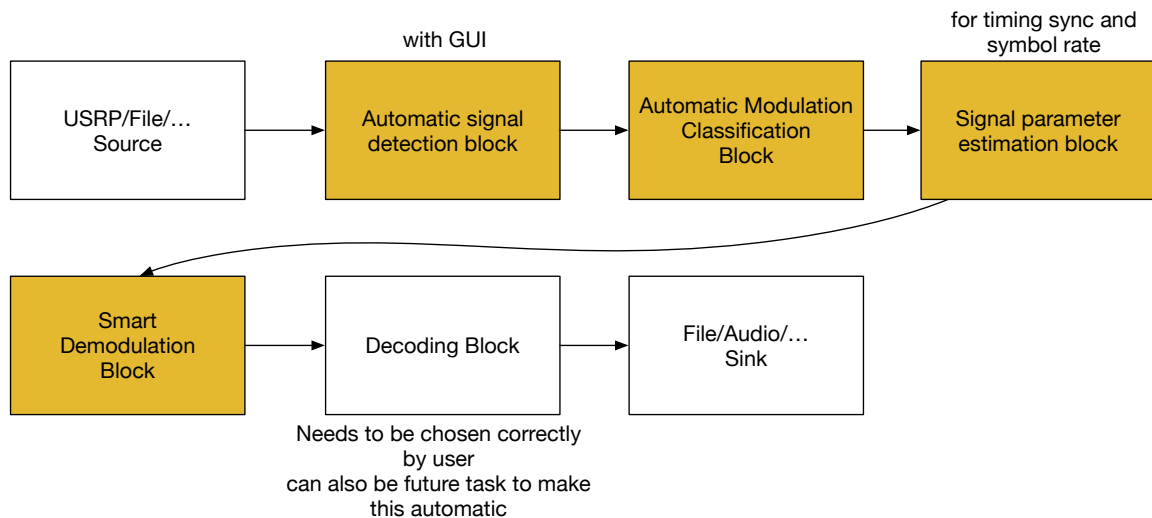 with GUI
for timing sync and
symbol rate
USRP/File/…
Source
Automatic signal
detection block
Automatic Modulation
Classification
Block
Signal parameter
estimation block
Smart
Demodulation
Block
Decoding Block
File/Audio/…
Sink
Needs to be chosen correctly
by user
can also be future task to make
this automatic